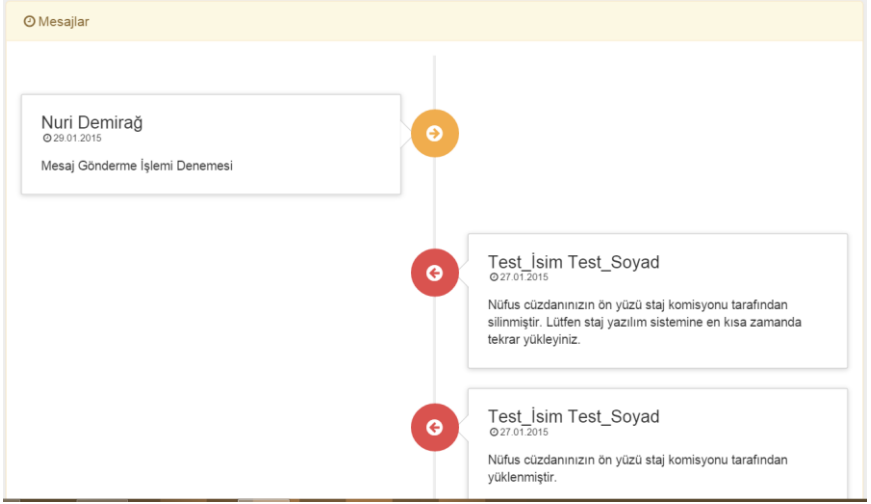 Mesajlar
Nuri Demirağ
29.01.2015
Mesaj Gönderme İşlemi Denemesi
Test_İsim Test_Soyad
27.01.2015
Nüfus cüzdanınızın ön yüzü staj komisyonu tarafından
silinmiştir. Lütfen staj yazılım sistemine en kısa zamanda
tekrar yükleyiniz.
Test_İsim Test_Soyad
27.01.2015
Nüfus cüzdanınızın ön yüzü staj komisyonu tarafından
yüklenmiştir.